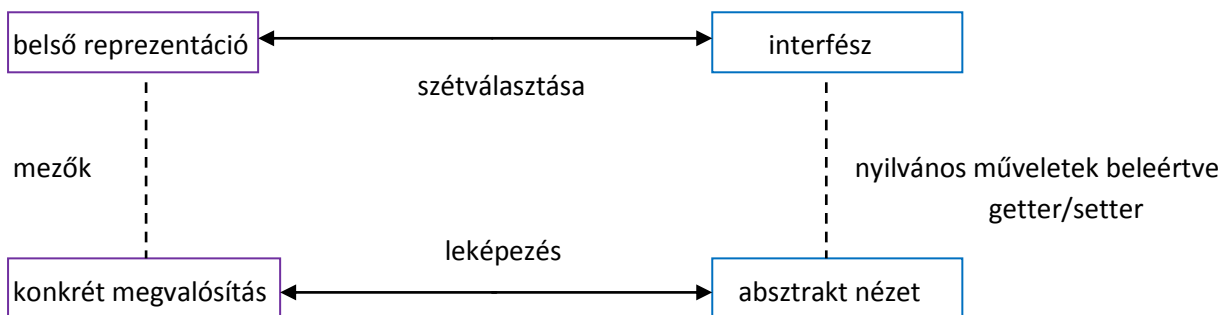 belső reprezentáció
interfész
szétválasztása
mezők
nyilvános műveletek beleértve
getter/setter
leképezés
konkrét megvalósítás
absztrakt nézet